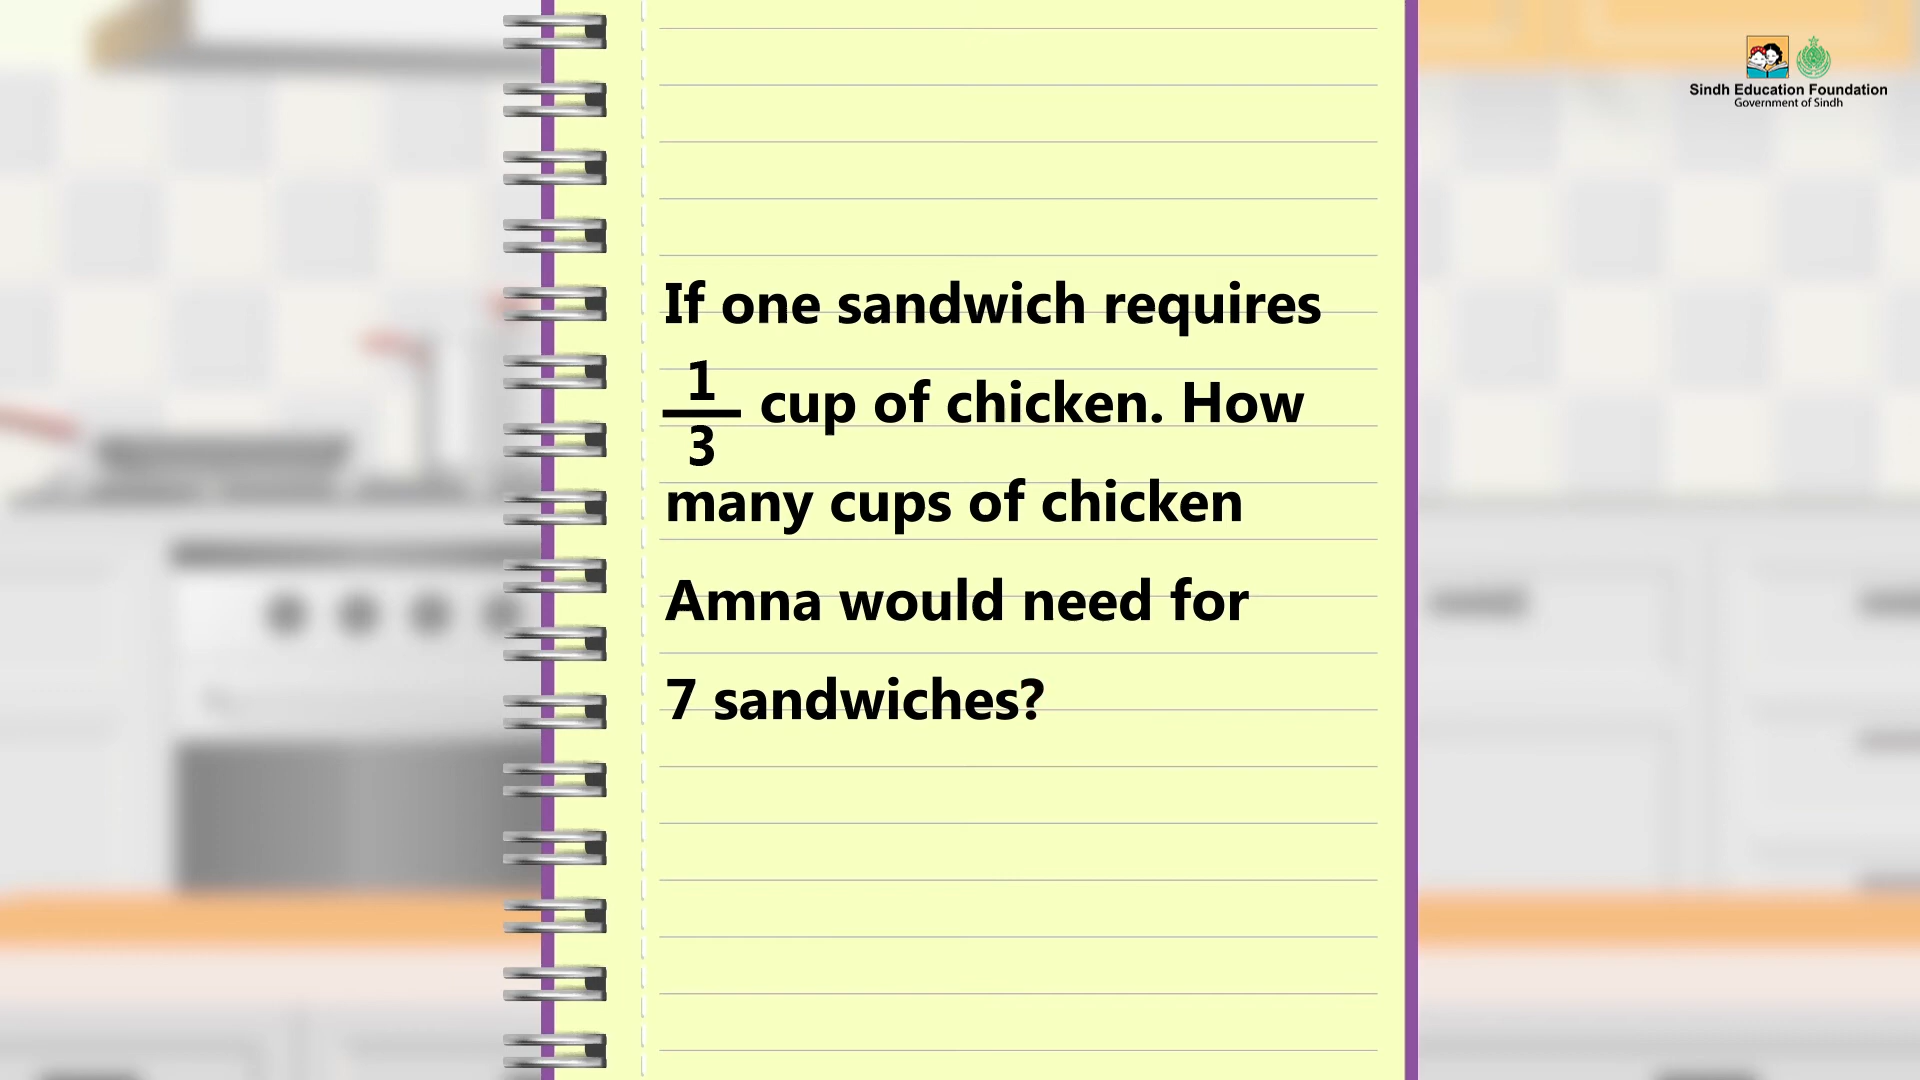 Sindh Education Foundation
Government of Sindh
If one sandwich requires
1/3 cup of chicken. How
many cups of chicken
Amna would need for
7 sandwiches?